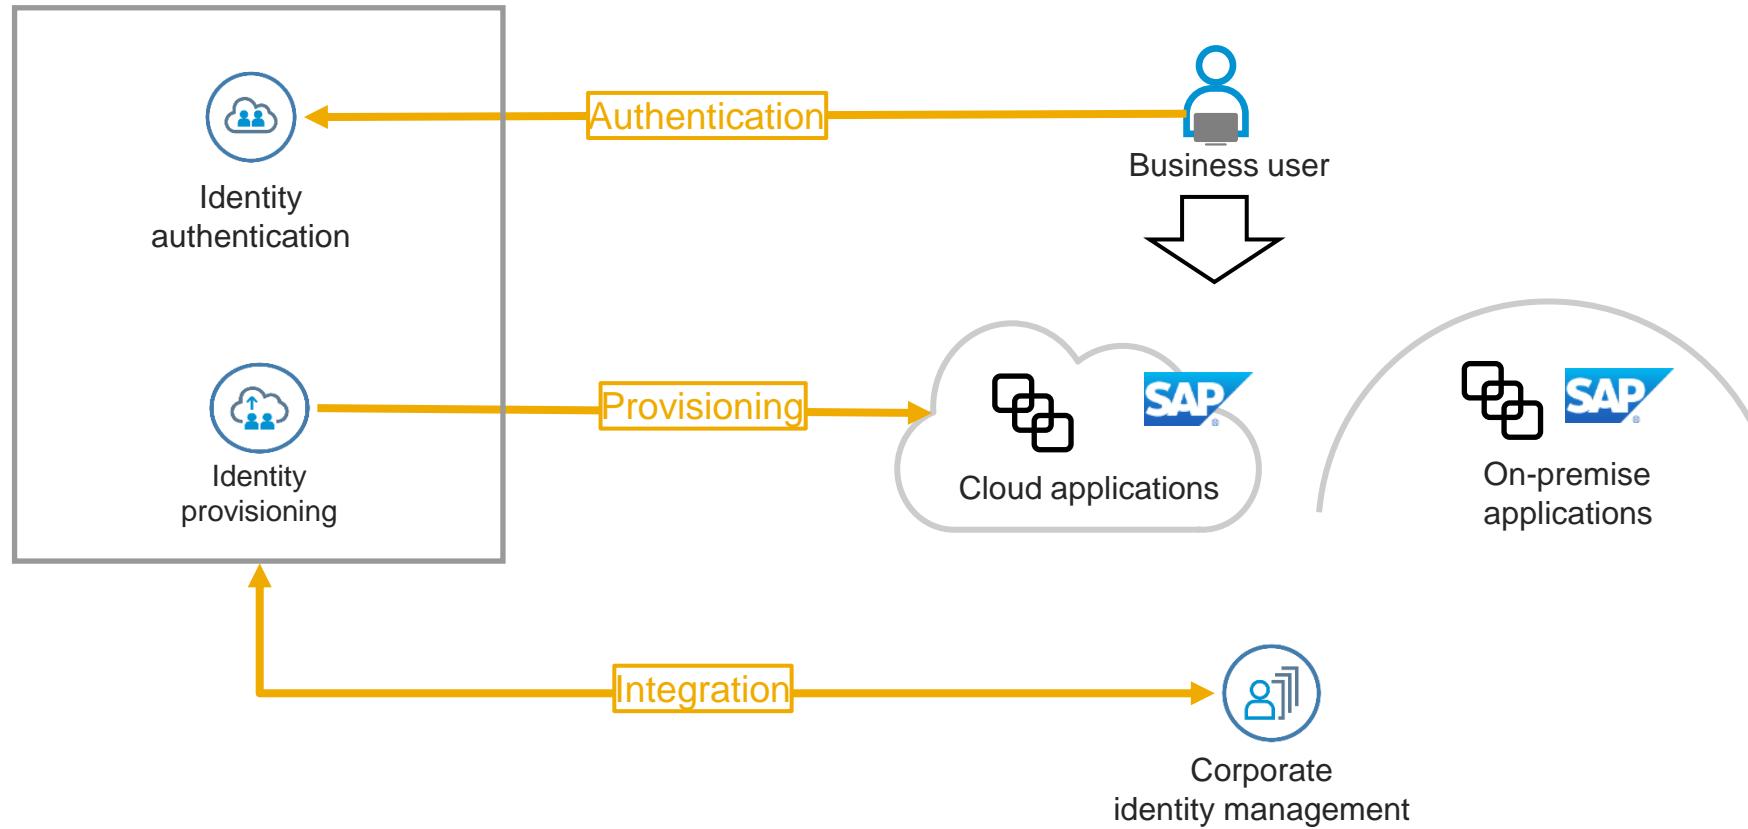 Authentication
Business user
Identity
authentication
SAP
®
SAP
®
Provisioning
Cloud applications
On-premise
applications
Identity
provisioning
Integration
Corporate
identity management